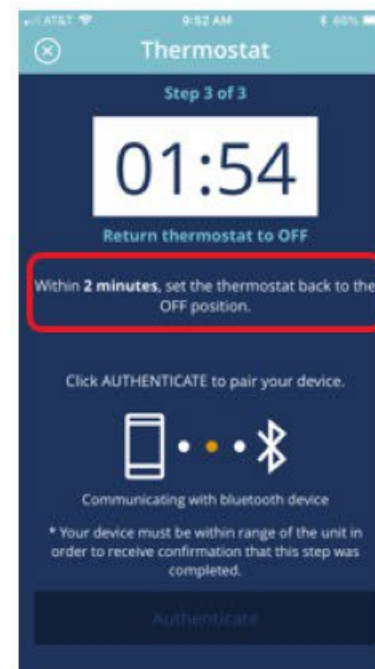 AT&T 9:52 AM 60%
Thermostat
Step 3 of 3
01:54
Return thermostat to OFF
Within 2 minutes, set the thermostat back to the
OFF position.
Click AUTHENTICATE to pair your device.
Communicating with bluetooth device
* Your device must be within range of the unit in
order to receive confirmation that this step was
completed.
Authenticate